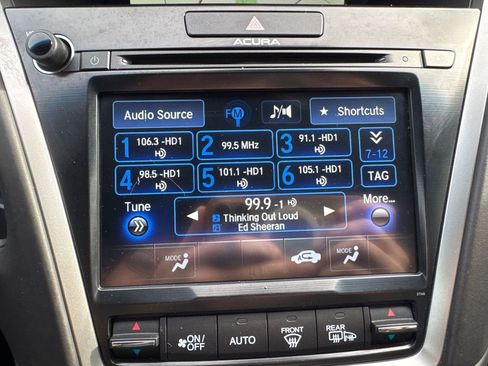 ACURA
Audio Source
FM
★ Shortcuts
1 106.3 -HD1
2 99.5 MHz
3 91.1 -HD1
7-12
4 98.5 -HD1
5 101.1 -HD1
6 105.1 -HD1
TAG
Tune
99.9 -1
More...
Thinking Out Loud
Ed Sheeran
MODE
MODE
ON/
OFF
AUTO
FRONT
REAR